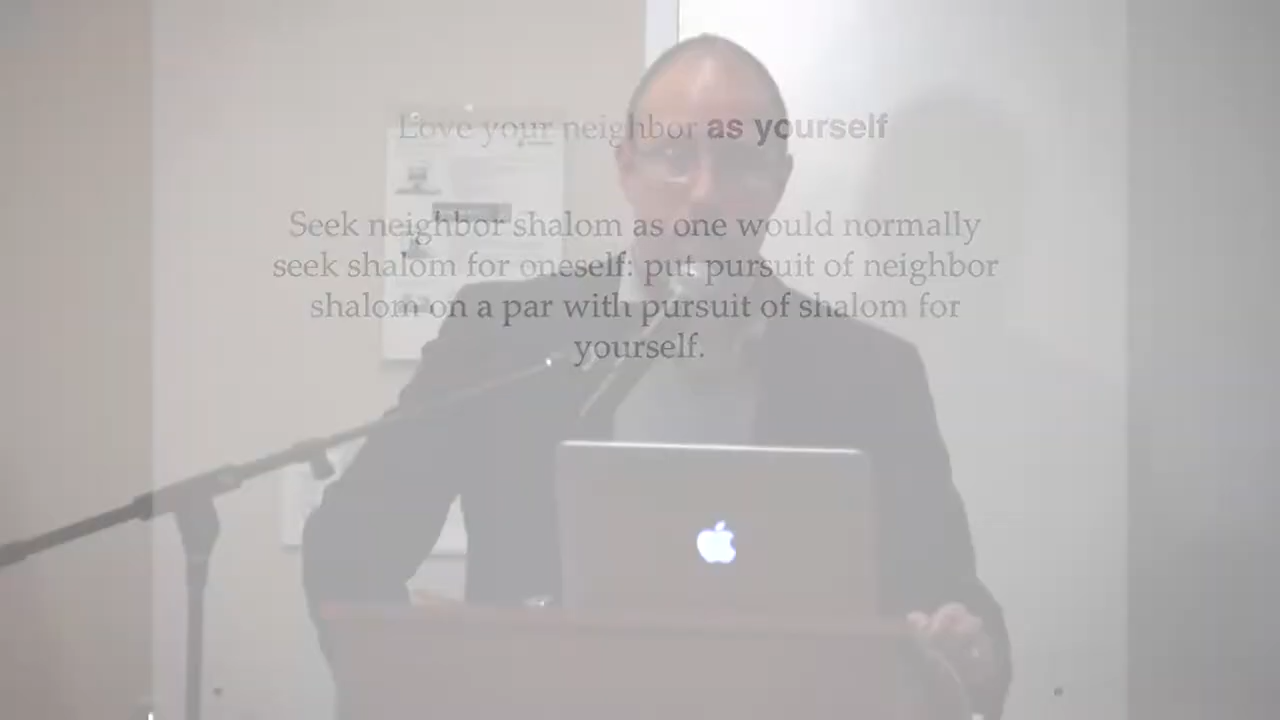 Love your neighbor as yourself
Seek neighbor shalom as one would normally
seek shalom for oneself: put pursuit of neighbor
shalom on a par with pursuit of shalom for
yourself.